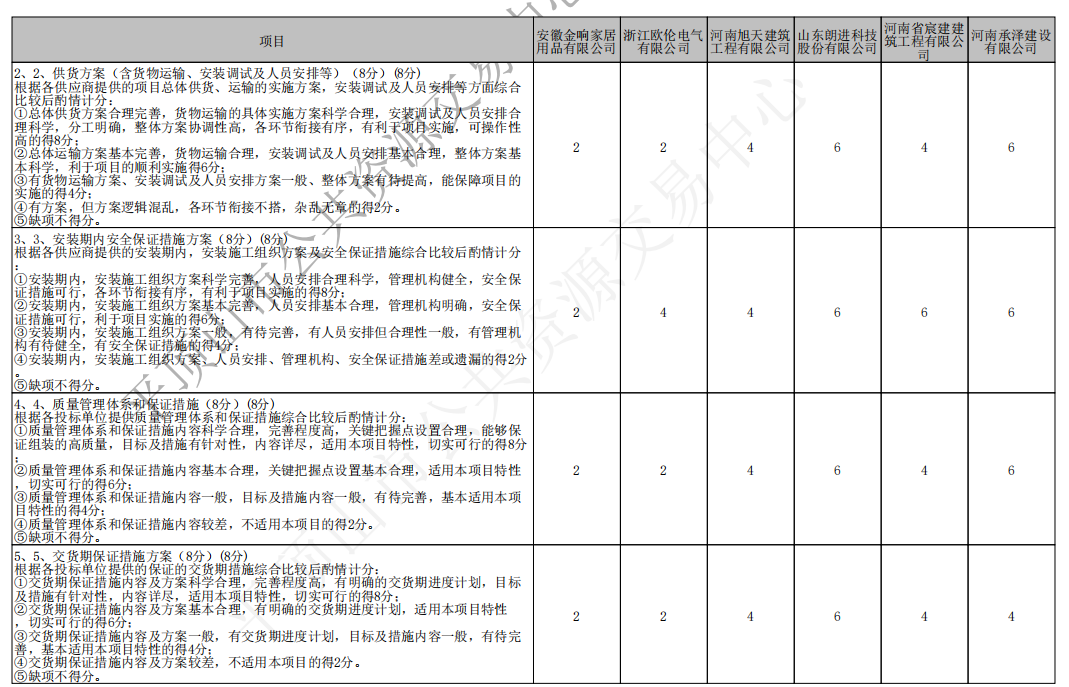 项目
安徽金响家居
用品有限公司
浙江欧伦电气
有限公司
河南旭天建筑
工程有限公司
山东朗进科技
股份有限公司
河南省宸建建
筑工程有限公
司
河南承泽建设
有限公司
2、2、供货方案（含货物运输、安装调试及人员安排等）（8分）(8分)
根据各供应商提供的项目总体供货、运输的实施方案，安装调试及人员安排等方面综合
比较后酌情计分：
①总体供货方案合理完善，货物运输的具体实施方案科学合理，安装调试及人员安排合
理科学，分工明确，整体方案协调性高，各环节衔接有序，有利于项目实施，可操作性
高的得8分；
②总体运输方案基本完善，货物运输合理，安装调试及人员安排基本合理，整体方案基
本科学，利于项目的顺利实施得6分；
③有货物运输方案、安装调试及人员安排方案一般、整体方案有待提高，能保障项目的
实施的得4分；
④有方案，但方案逻辑混乱，各环节衔接不搭，杂乱无章的得2分。
⑤缺项不得分。
2
2
4
6
4
6
3、3、安装期内安全保证措施方案（8分）(8分)
根据各供应商提供的安装期内，安装施工组织方案及安全保证措施综合比较后酌情计分
：
①安装期内，安装施工组织方案科学完善，人员安排合理科学，管理机构健全，安全保
证措施可行，各环节衔接有序，有利于项目实施的得8分；
②安装期内，安装施工组织方案基本完善，人员安排基本合理，管理机构明确，安全保
证措施可行，利于项目实施的得6分；
③安装期内，安装施工组织方案一般，有待完善，有人员安排但合理性一般，有管理机
构有待健全，有安全保证措施的得4分；
④安装期内，安装施工组织方案、人员安排、管理机构、安全保证措施差或遗漏的得2分
。
⑤缺项不得分。
2
4
4
6
6
6
4、4、质量管理体系和保证措施（8分）(8分)
根据各投标单位提供质量管理体系和保证措施综合比较后酌情计分：
①质量管理体系和保证措施内容科学合理，完善程度高，关键把握点设置合理，能够保
证组装的高质量，目标及措施有针对性，内容详尽，适用本项目特性，切实可行的得8分
；
②质量管理体系和保证措施内容基本合理，关键把握点设置基本合理，适用本项目特性
，切实可行的得6分；
③质量管理体系和保证措施内容一般，目标及措施内容一般，有待完善，基本适用本项
目特性的得4分；
④质量管理体系和保证措施内容较差，不适用本项目的得2分。
⑤缺项不得分。
2
2
4
6
4
6
5、5、交货期保证措施方案（8分）(8分)
根据各投标单位提供的保证的交货期措施综合比较后酌情计分：
①交货期保证措施内容及方案科学合理，完善程度高，有明确的交货期进度计划，目标
及措施有针对性，内容详尽，适用本项目特性，切实可行的得8分；
②交货期保证措施内容及方案基本合理，有明确的交货期进度计划，适用本项目特性
，切实可行的得6分；
③交货期保证措施内容及方案一般，有交货期进度计划，目标及措施内容一般，有待完
善，基本适用本项目特性的得4分；
④交货期保证措施内容及方案较差，不适用本项目的得2分。
⑤缺项不得分。
2
2
4
6
4
4
平顶山市公共资源交易中心
平顶山市公共资源交易中心